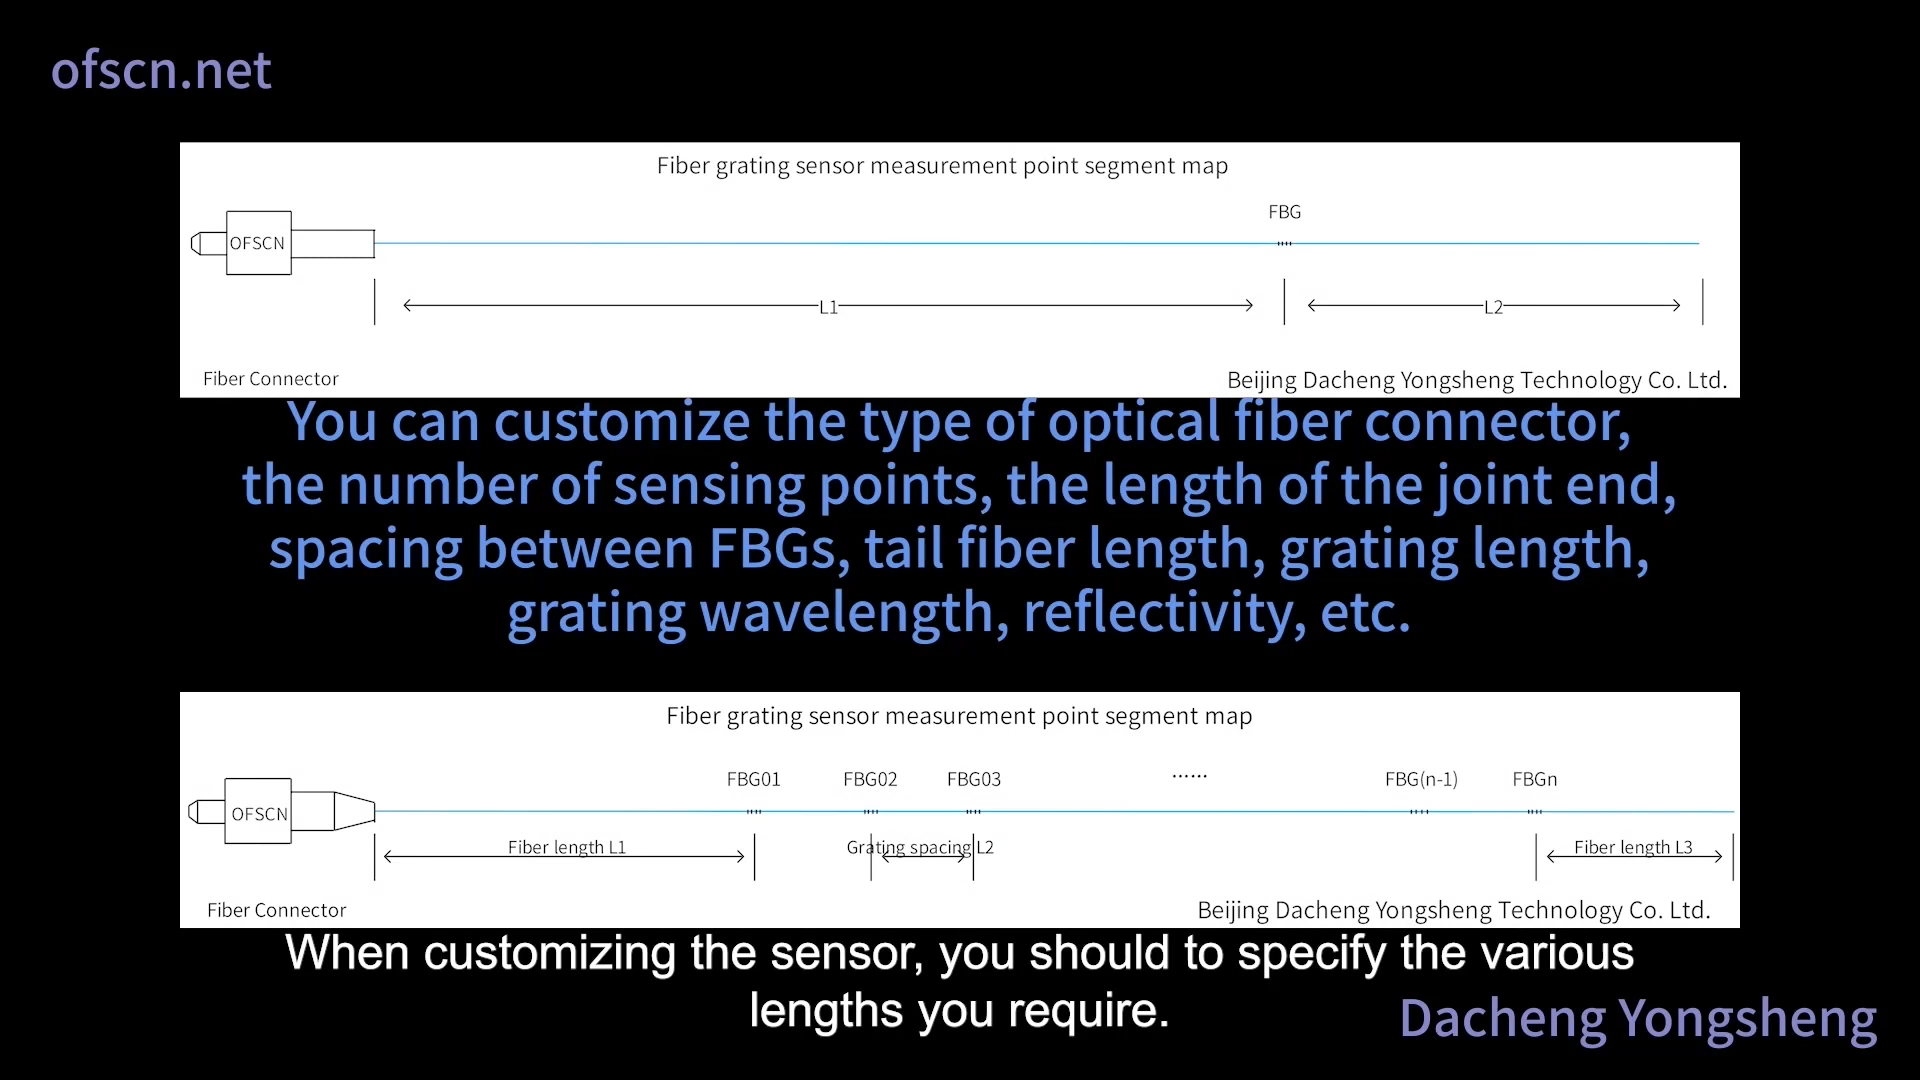 ofscn.net
Fiber grating sensor measurement point segment map
FBG
OFSCN
L1
L2
Fiber Connector
Beijing Dacheng Yongsheng Technology Co. Ltd.
You can customize the type of optical fiber connector,
the number of sensing points, the length of the joint end,
spacing between FBGs, tail fiber length, grating length,
grating wavelength, reflectivity, etc.
Fiber grating sensor measurement point segment map
FBG01 FBG02 FBG03 ...... FBG(n-1) FBGn
OFSCN
Fiber length L1
Grating spacing L2
Fiber length L3
Fiber Connector
Beijing Dacheng Yongsheng Technology Co. Ltd.
When customizing the sensor, you should to specify the various
lengths you require.
Dacheng Yongsheng